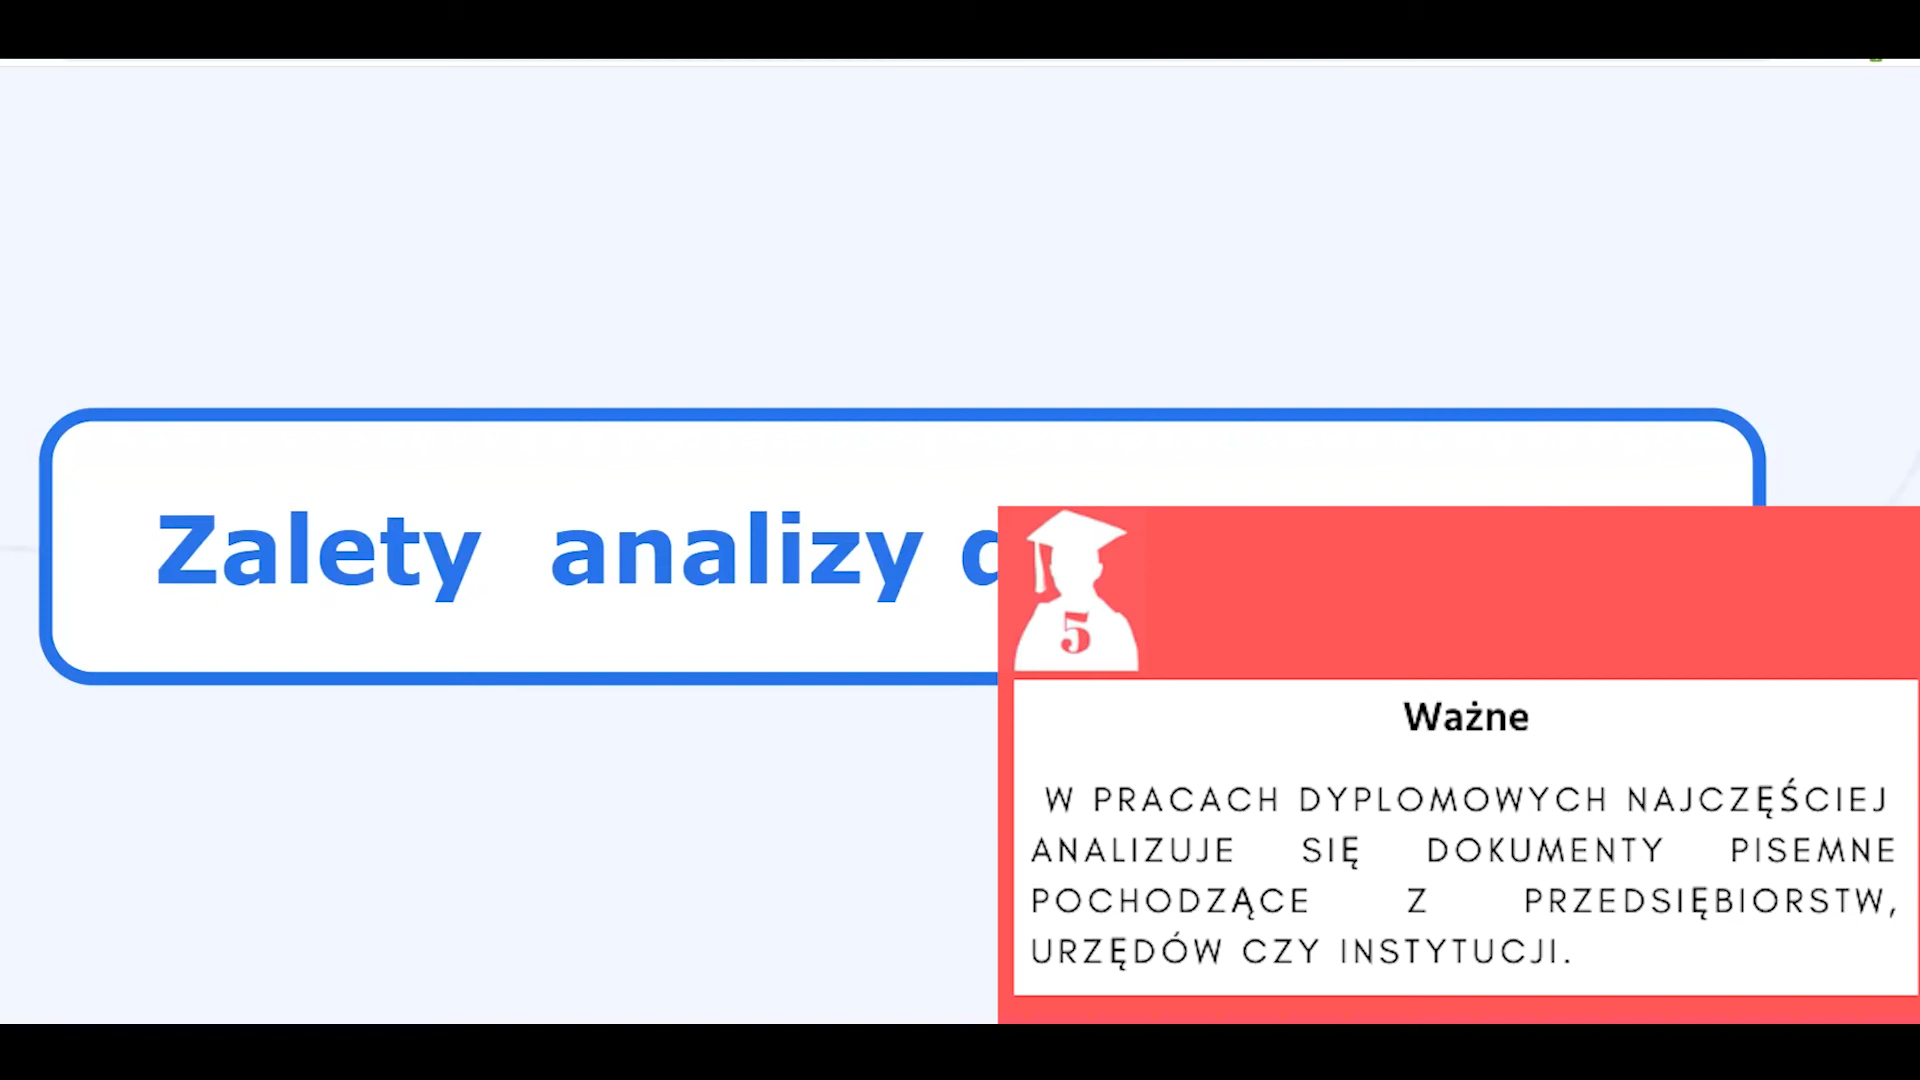 Zalety analizy
5
Ważne
W PRACACH DYPLOMOWYCH NAJCZĘŚCIEJ
ANALIZUJE SIĘ DOKUMENTY PISEMNE
POCHODZĄCE Z PRZEDSIĘBIORSTW,
URZĘDÓW CZY INSTYTUCJI.